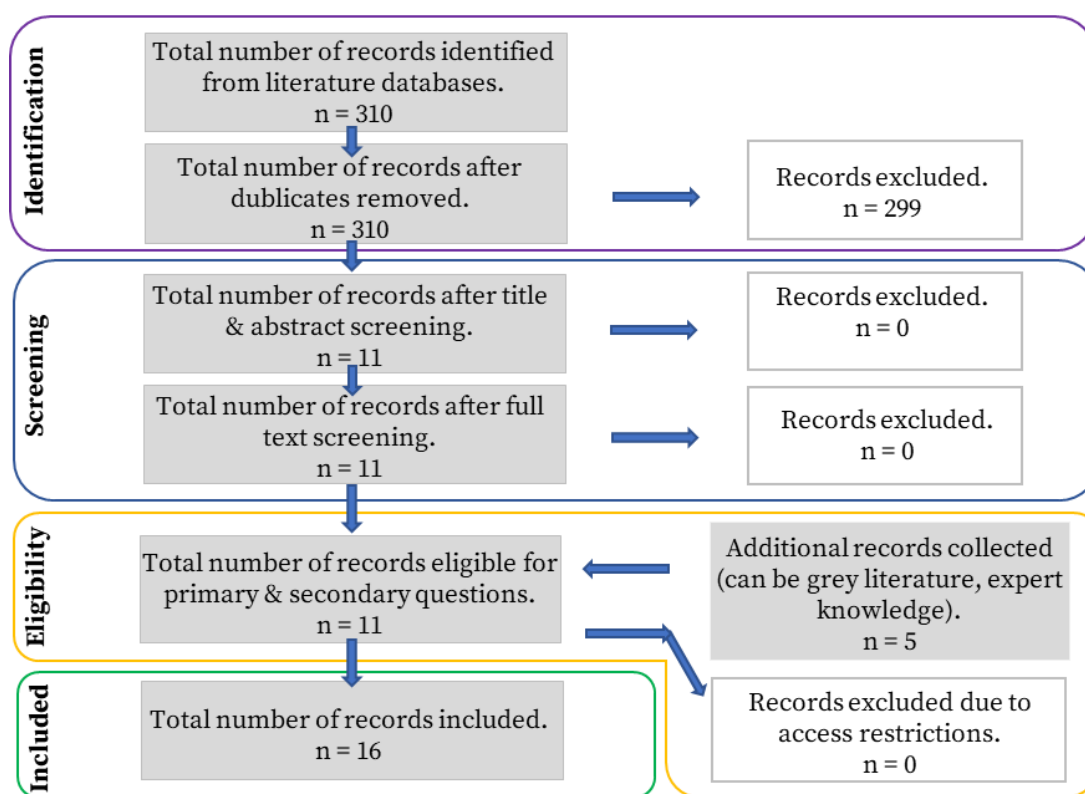 Identification
Total number of records identified
from literature databases.
n = 310
Total number of records after
dublicates removed.
n = 310
Records excluded.
n = 299
Screening
Total number of records after title
& abstract screening.
n = 11
Records excluded.
n = 0
Total number of records after full
text screening.
n = 11
Records excluded.
n = 0
Eligibility
Total number of records eligible for
primary & secondary questions.
n = 11
Additional records collected
(can be grey literature, expert
knowledge).
n = 5
Included
Total number of records included.
n = 16
Records excluded due to
access restrictions.
n = 0